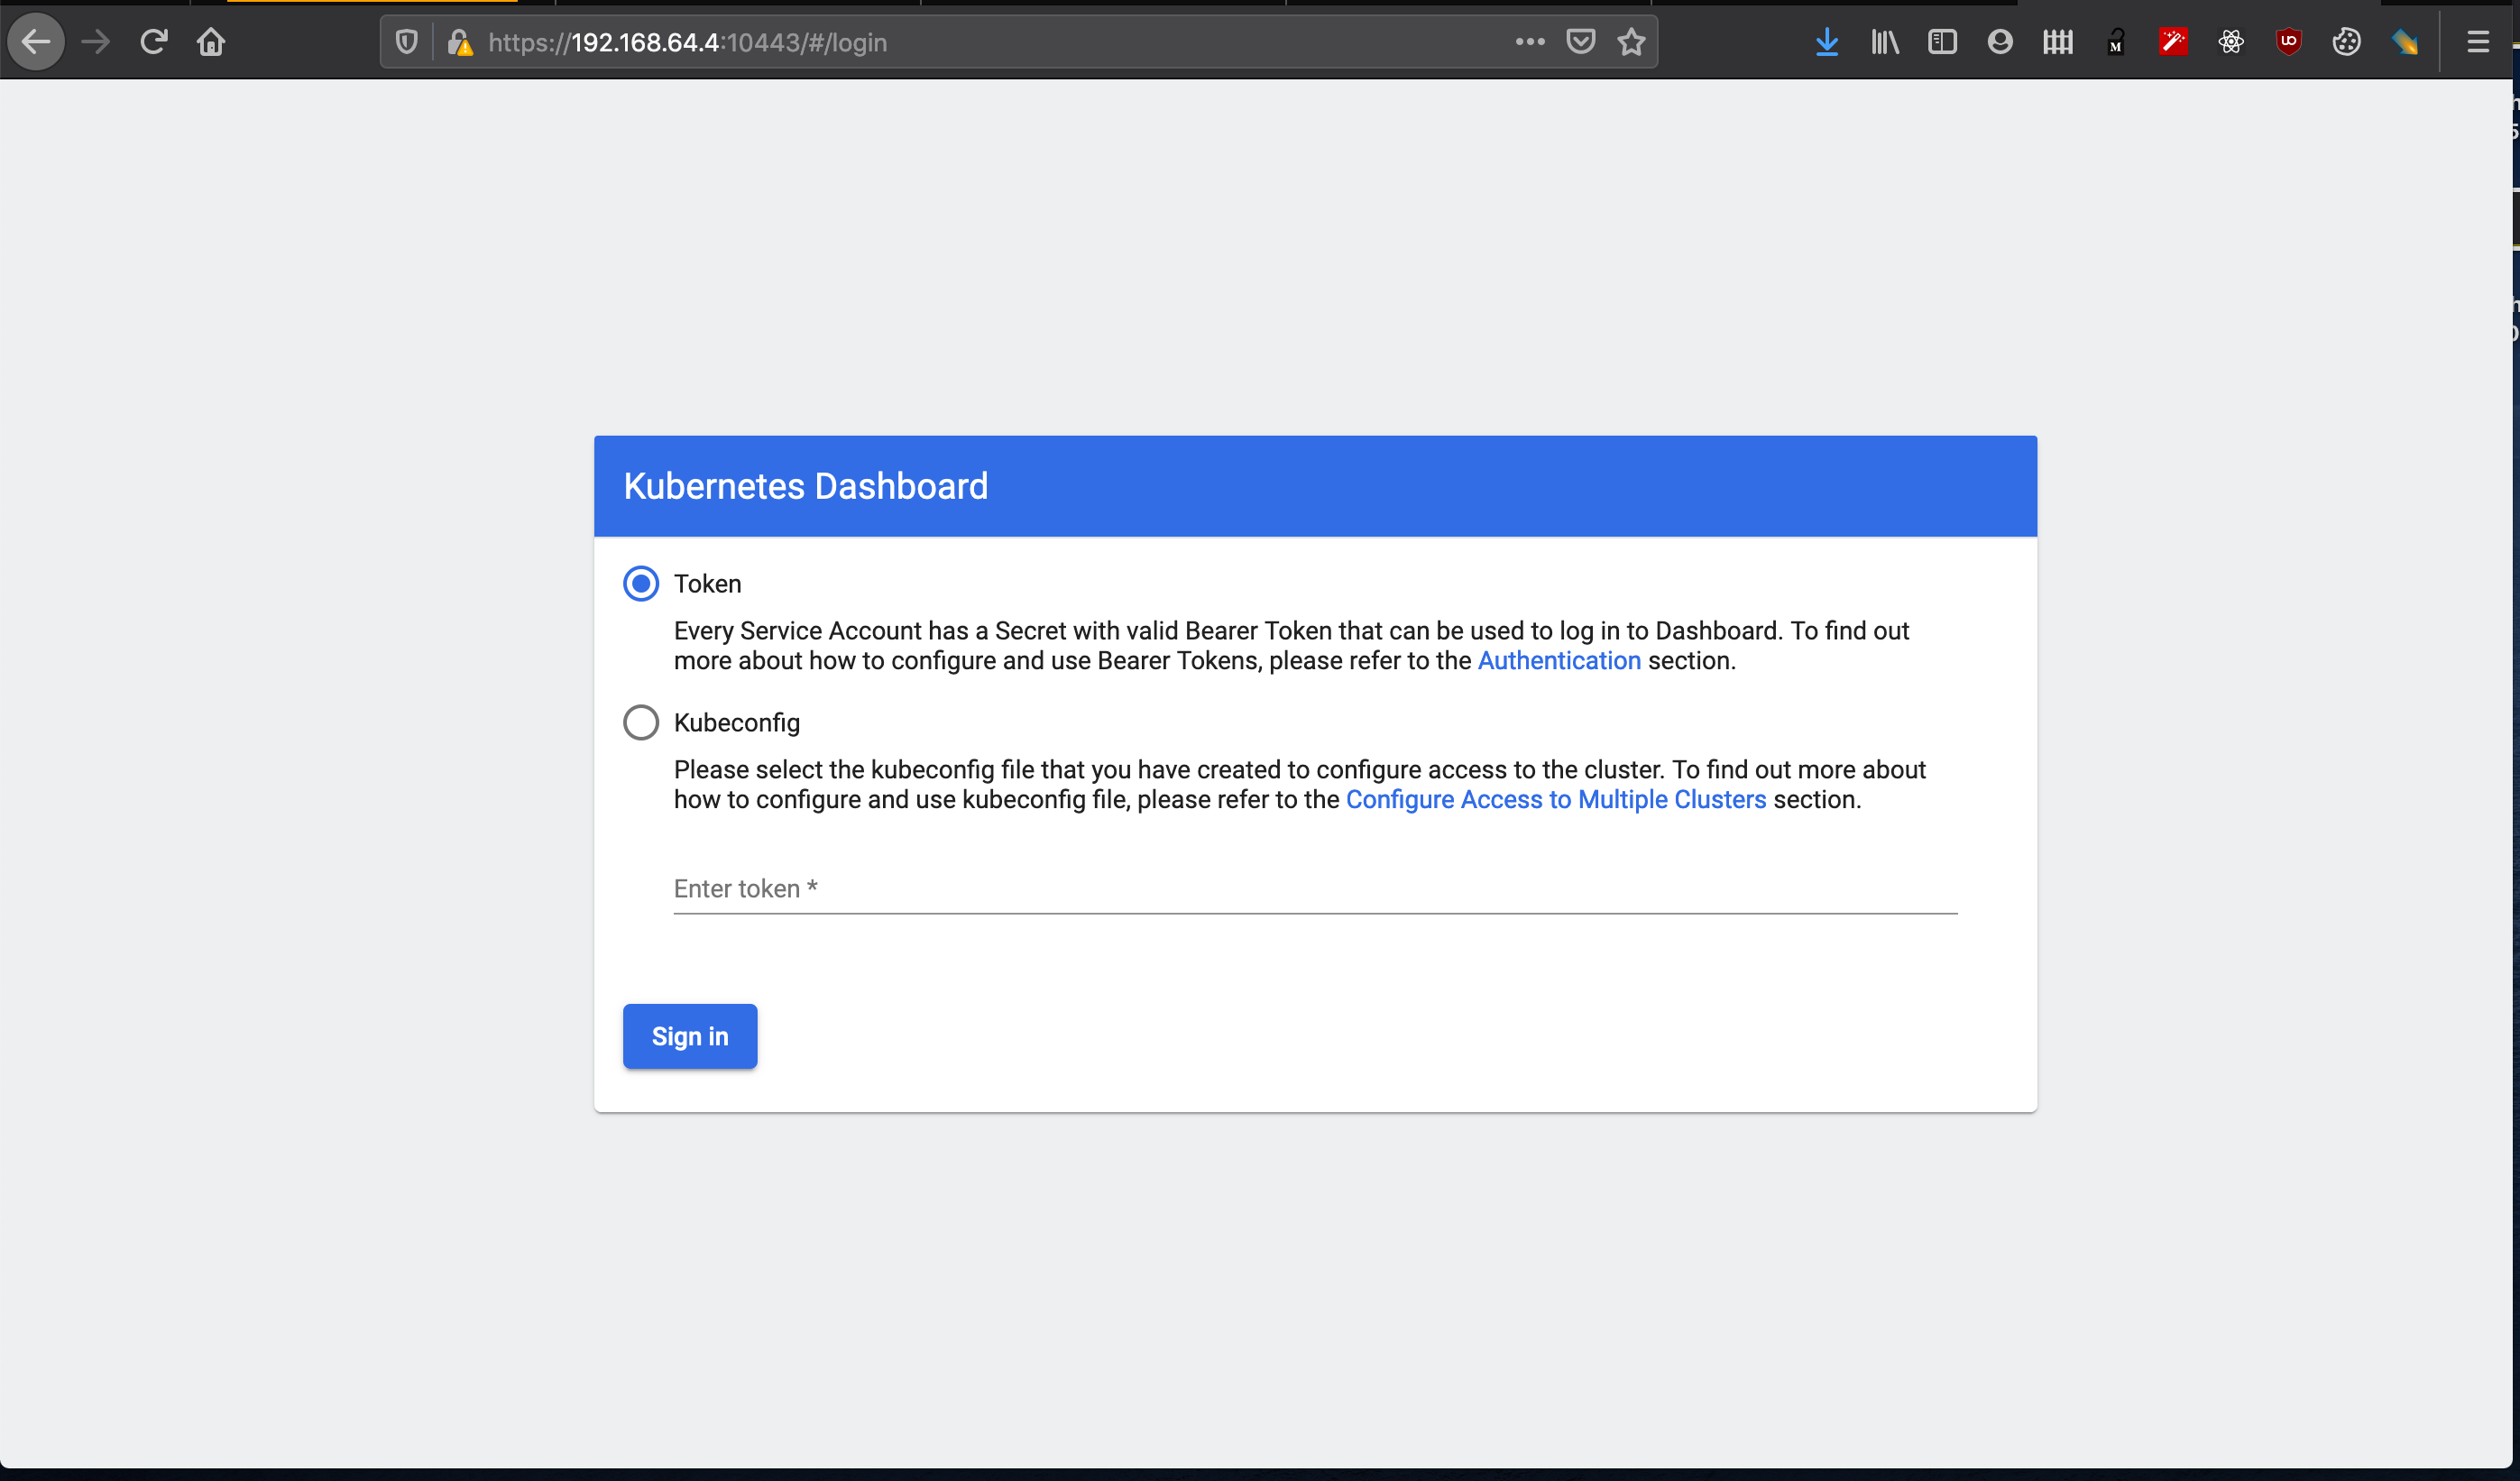 https://192.168.64.4:10443/#/login
Kubernetes Dashboard
Token
Every Service Account has a Secret with valid Bearer Token that can be used to log in to Dashboard. To find out
more about how to configure and use Bearer Tokens, please refer to the Authentication section.
Kubeconfig
Please select the kubeconfig file that you have created to configure access to the cluster. To find out more about
how to configure and use kubeconfig file, please refer to the Configure Access to Multiple Clusters section.
Enter token *
Sign in